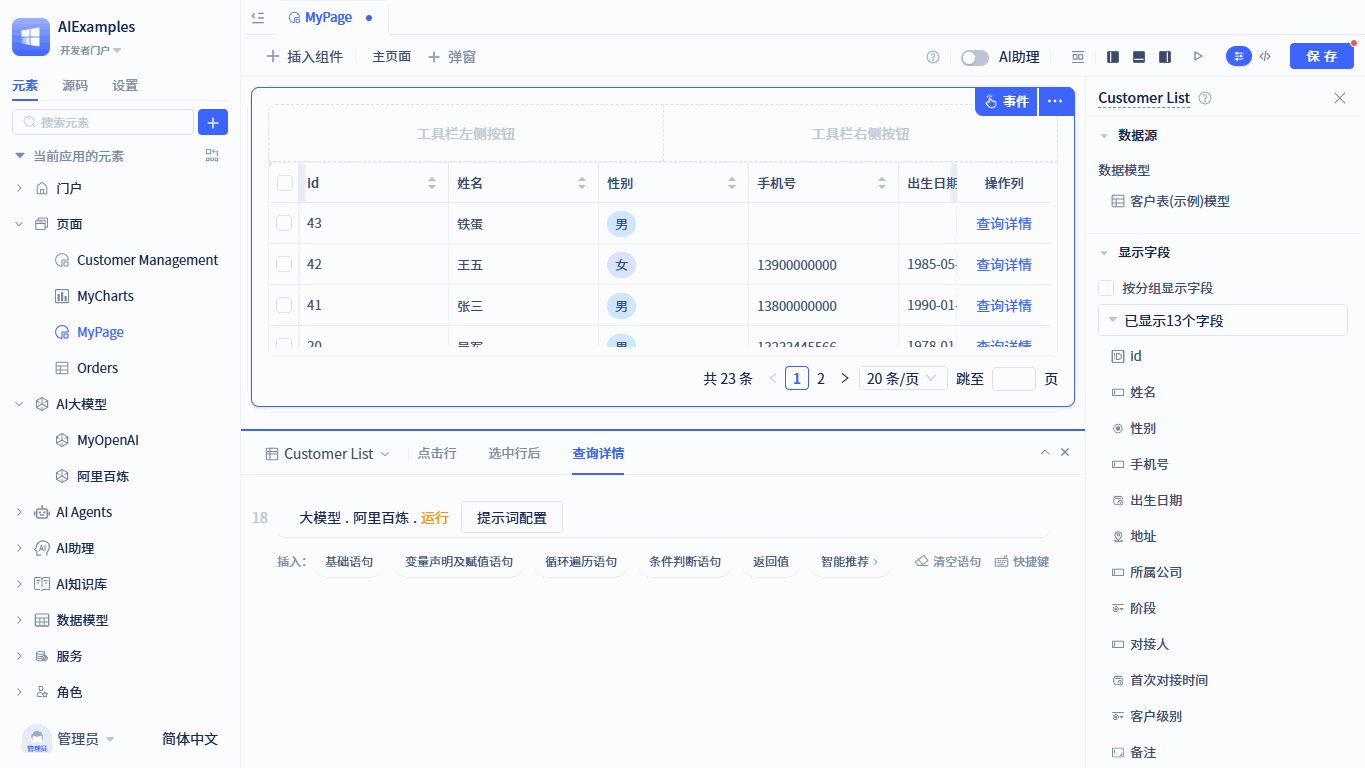 AIExamples
开发者门户
元素 源码 设置
搜索元素
当前应用的元素
门户
页面
Customer Management
MyCharts
MyPage
Orders
AI大模型
MyOpenAI
阿里百炼
AI Agents
AI助理
AI知识库
数据模型
服务
角色
管理员
管理员 简体中文
MyPage
插入组件 主页面 弹窗
AI助理
保存
事件
工具栏左侧按钮 工具栏右侧按钮
Id 姓名 性别 手机号 出生日期 操作列
43 铁蛋 男 查询详情
42 王五 女 13900000000 1985-05- 查询详情
41 张三 男 13800000000 1990-01- 查询详情
20 男 13233445566 1978-01 查询详情
共 23 条 1 2 20 条/页 跳至 页
Customer List 点击行 选中行后 查询详情
18 大模型 . 阿里百炼 . 运行 提示词配置
插入: 基础语句 变量声明及赋值语句 循环遍历语句 条件判断语句 返回值 智能推荐 清空语句 快捷键
Customer List
数据源
数据模型
客户表(示例)模型
显示字段
按分组显示字段
已显示13个字段
id
姓名
性别
手机号
出生日期
地址
所属公司
阶段
对接人
首次对接时间
客户级别
备注